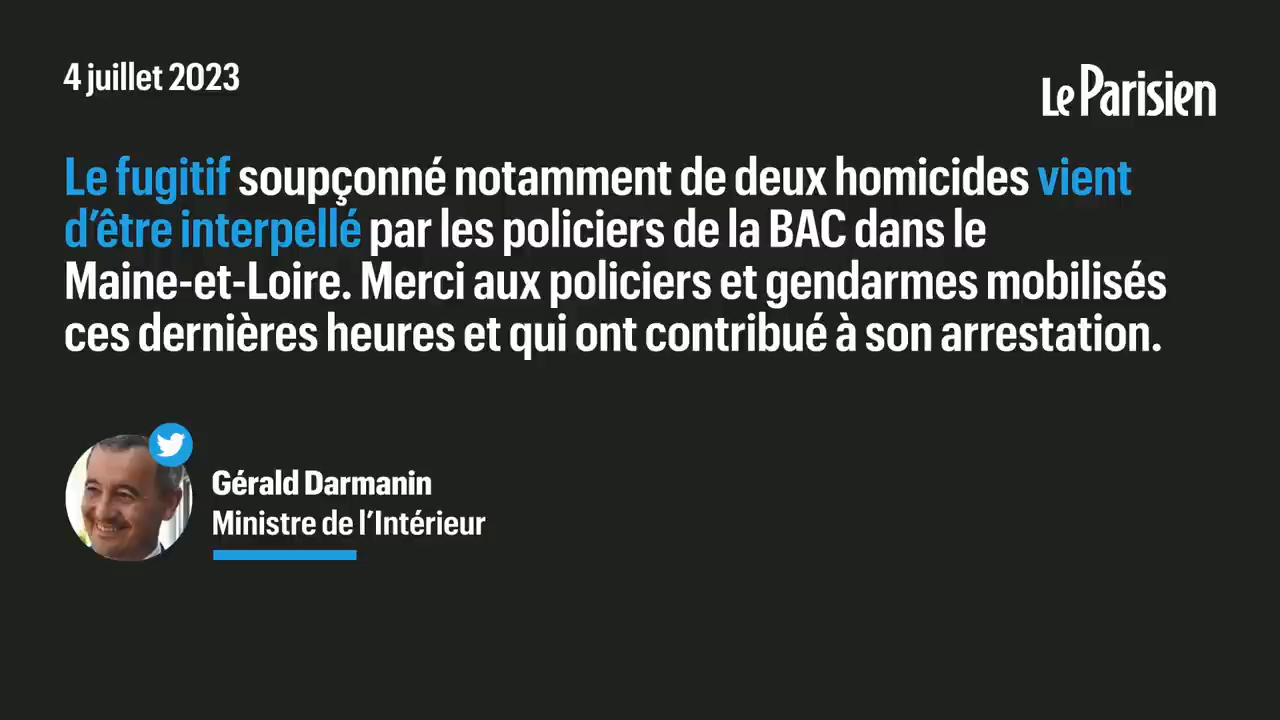 4 juillet 2023
Le Parisien
Le fugitif soupçonné notamment de deux homicides vient
d’être interpellé par les policiers de la BAC dans le
Maine-et-Loire. Merci aux policiers et gendarmes mobilisés
ces dernières heures et qui ont contribué à son arrestation.
Gérald Darmanin
Ministre de l’Intérieur